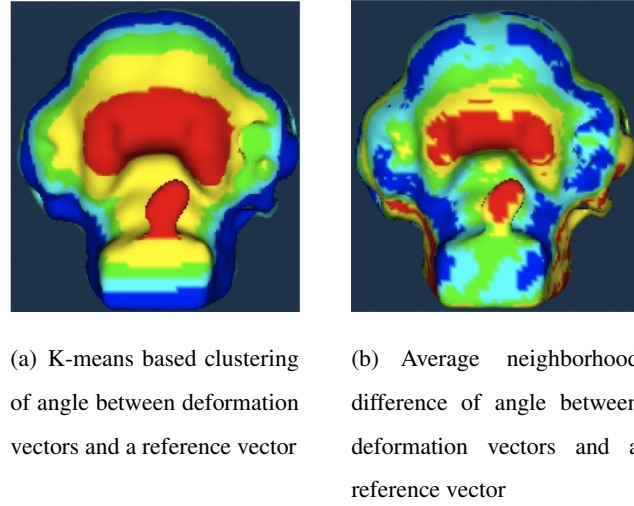 (a) K-means based clustering
of angle between deformation
vectors and a reference vector
(b) Average neighborhood
difference of angle between
deformation vectors and a
reference vector